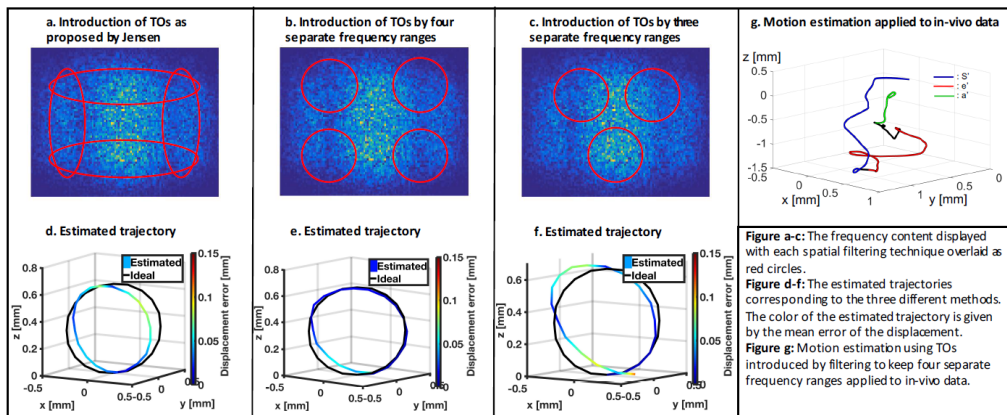 a. Introduction of TOs as
proposed by Jensen
b. Introduction of TOs by four
separate frequency ranges
c. Introduction of TOs by three
separate frequency ranges
g. Motion estimation applied to in-vivo data
z [mm]
0.5
0
-0.5
-1
-1.5
-0.5
0
0.5
1
x [mm]
1
0.5
0
y [mm]
: S'
: e'
: a'
d. Estimated trajectory
Estimated
Ideal
0.8
0.6
0.4
0.2
0
z [mm]
-0.5
0
0.5-0.5
0
x [mm]
y [mm]
0.15
0.1
0.05
0
Displacement error [mm]
e. Estimated trajectory
Estimated
Ideal
0.8
0.6
0.4
0.2
0
z [mm]
-0.5
0
0.5-0.5
0
x [mm]
y [mm]
0.15
0.1
0.05
0
Displacement error [mm]
f. Estimated trajectory
Estimated
Ideal
0.6
0.4
0.2
0
z [mm]
-0.5
0
0.5-0.5
0
x [mm]
y [mm]
0.15
0.1
0.05
0
Displacement error [mm]
Figure a-c: The frequency content displayed
with each spatial filtering technique overlaid as
red circles.
Figure d-f: The estimated trajectories
corresponding to the three different methods.
The color of the estimated trajectory is given
by the mean error of the displacement.
Figure g: Motion estimation using TOs
introduced by filtering to keep four separate
frequency ranges applied to in-vivo data.